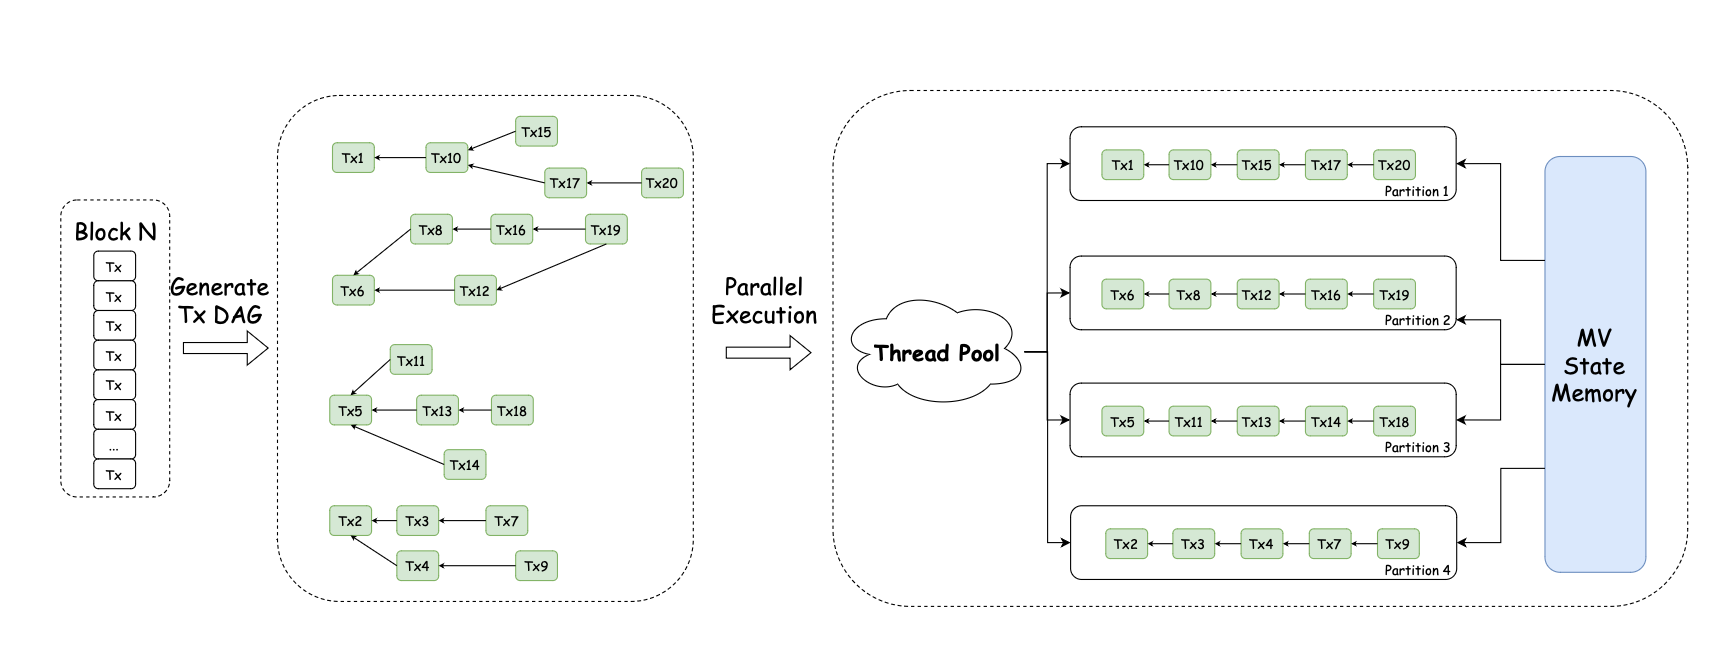 Block N
Tx
Tx
Tx
Tx
Tx
Tx
...
Tx
Generate
Tx DAG
Tx15
Tx1
Tx10
Tx17
Tx20
Tx8
Tx16
Tx19
Tx6
Tx12
Tx11
Tx5
Tx13
Tx18
Tx14
Tx2
Tx3
Tx7
Tx4
Tx9
Parallel
Execution
Thread Pool
Tx1 Tx10 Tx15 Tx17 Tx20
Partition 1
Tx6 Tx8 Tx12 Tx16 Tx19
Partition 2
Tx5 Tx11 Tx13 Tx14 Tx18
Partition 3
Tx2 Tx3 Tx4 Tx7 Tx9
Partition 4
MV
State
Memory